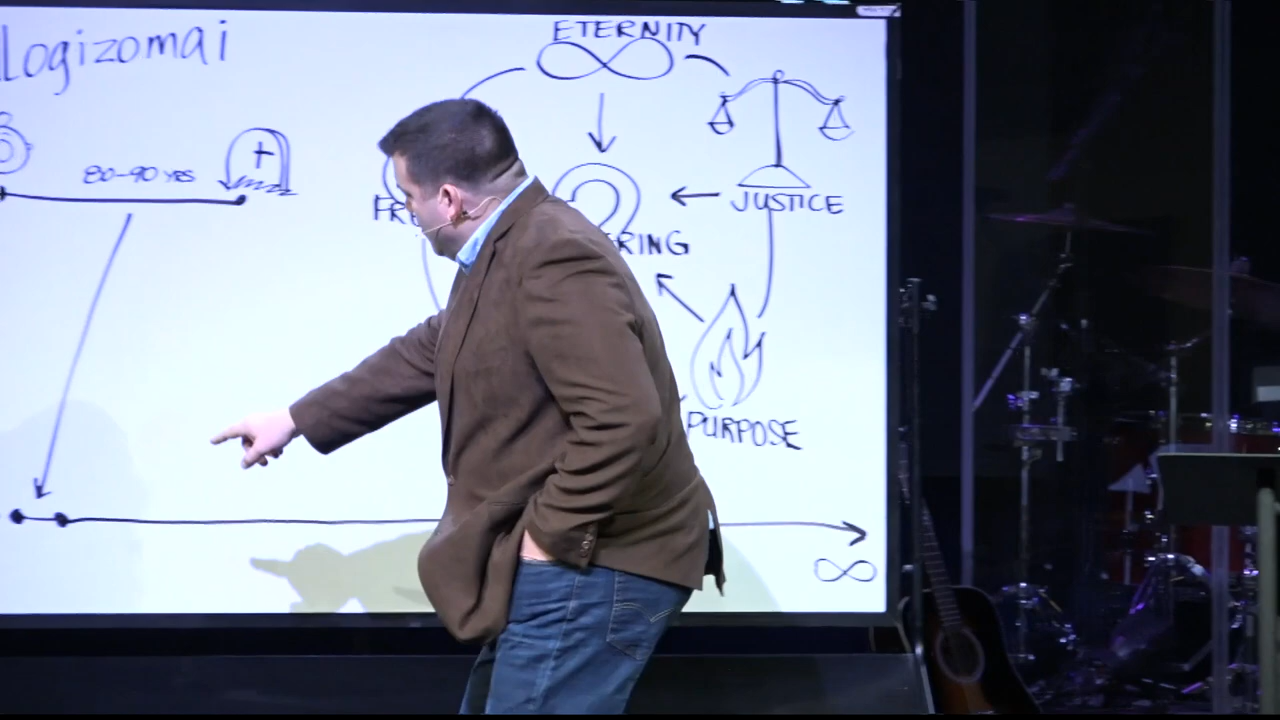 Logizomai
ETERNITY
∞
80-90 yrs
JUSTICE
PURPOSE
∞